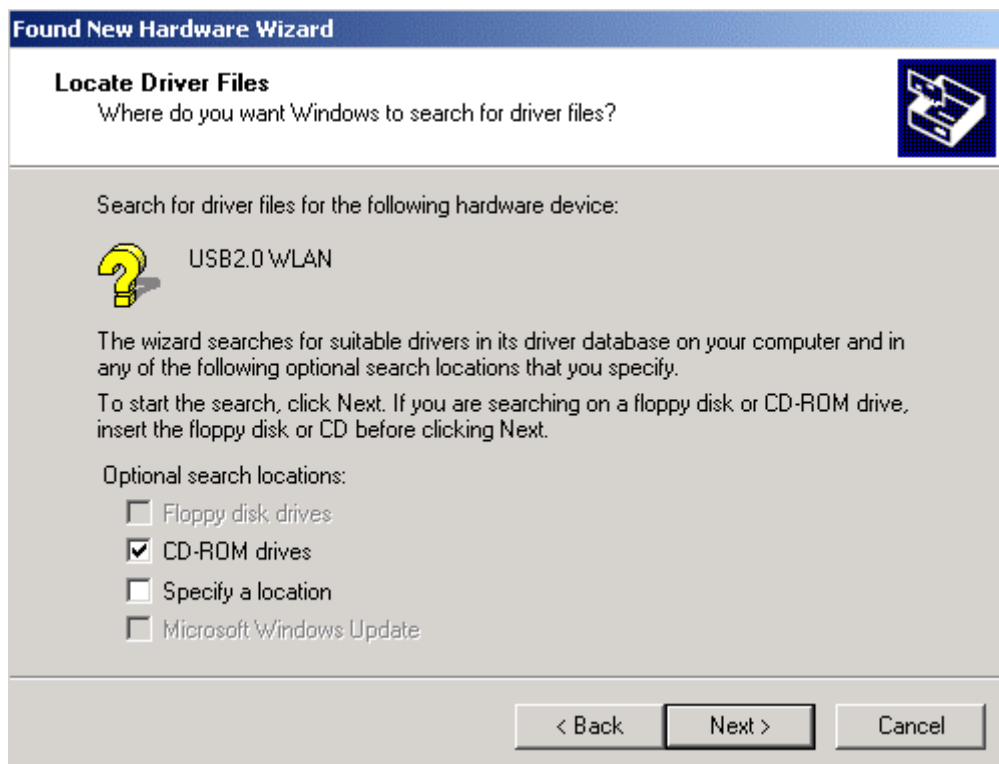 Found New Hardware Wizard
Locate Driver Files
Where do you want Windows to search for driver files?
Search for driver files for the following hardware device:
USB2.0 WLAN
The wizard searches for suitable drivers in its driver database on your computer and in
any of the following optional search locations that you specify.
To start the search, click Next. If you are searching on a floppy disk or CD-ROM drive,
insert the floppy disk or CD before clicking Next.
Optional search locations:
Floppy disk drives
CD-ROM drives
Specify a location
Microsoft Windows Update
< Back Next > Cancel